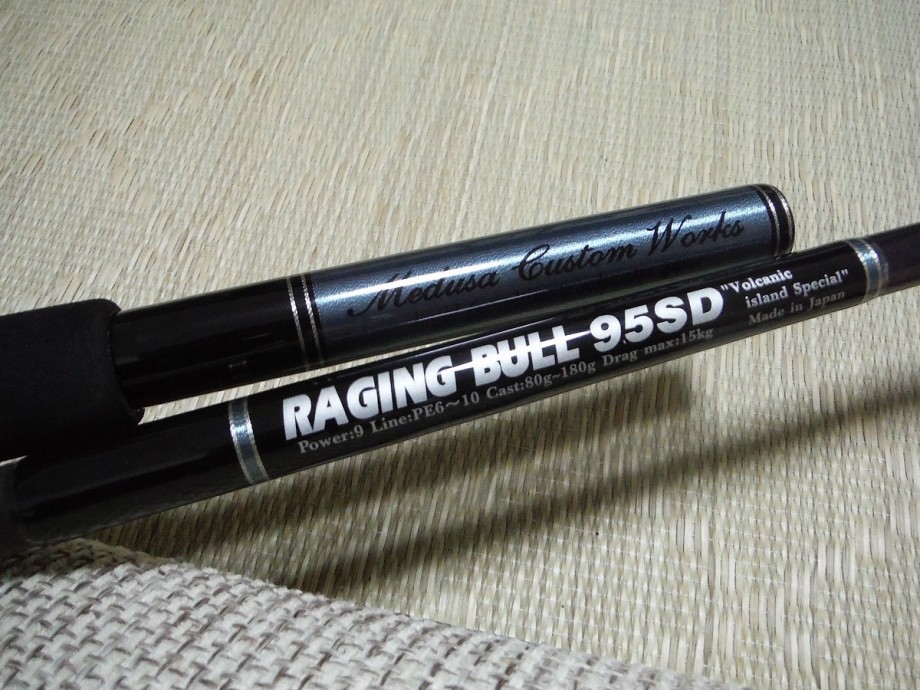 Medusa Custom Works
RAGING BULL 95SD
"Volcanic
island Special"
Power:9 Line:PE6～10 Cast:80g~180g Drag max:15kg
Made in Japan